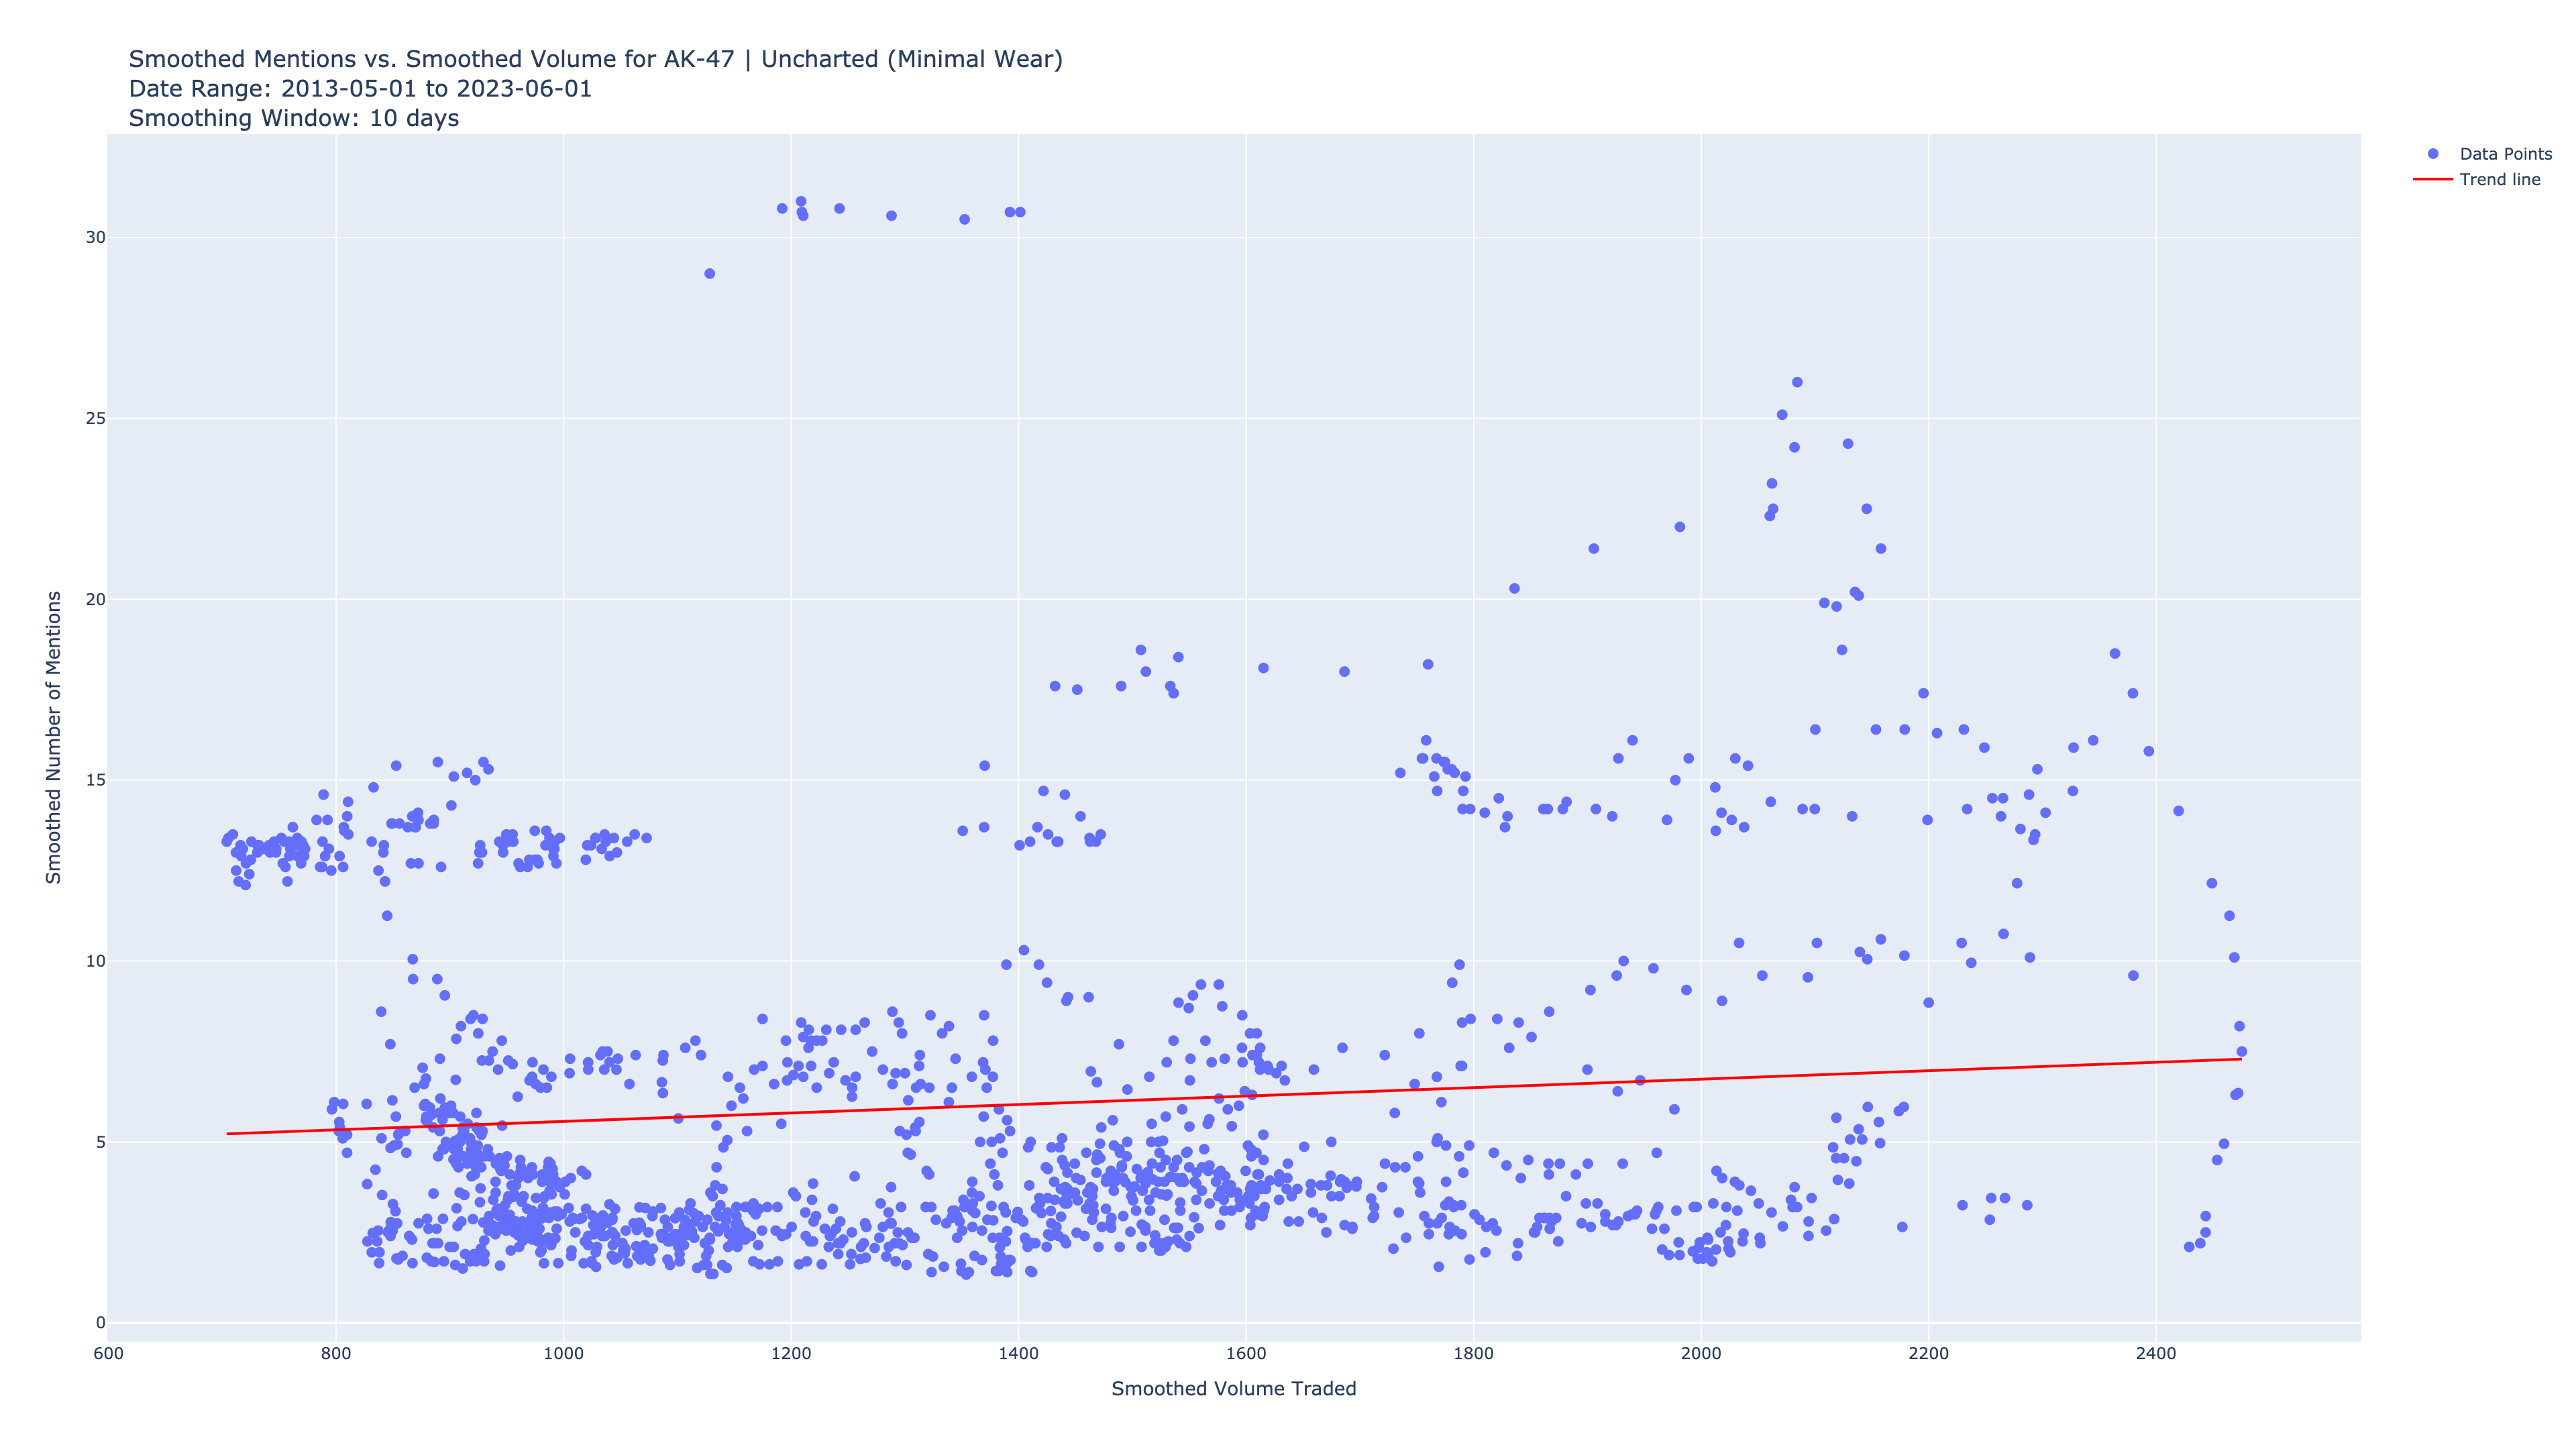 Smoothed Mentions vs. Smoothed Volume for AK-47 | Uncharted (Minimal Wear)
Date Range: 2013-05-01 to 2023-06-01
Smoothing Window: 10 days
Data Points
Trend line
Smoothed Number of Mentions
30
25
20
15
10
5
0
600 800 1000 1200 1400 1600 1800 2000 2200 2400
Smoothed Volume Traded